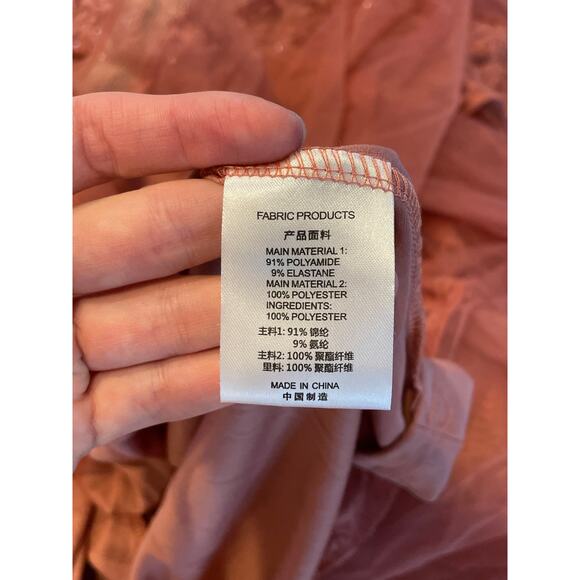 FABRIC PRODUCTS
产品面料
MAIN MATERIAL 1:
91% POLYAMIDE
9% ELASTANE
MAIN MATERIAL 2:
100% POLYESTER
INGREDIENTS:
100% POLYESTER
主料1: 91% 锦纶
9% 氨纶
主料2: 100% 聚酯纤维
里料: 100% 聚酯纤维
MADE IN CHINA
中国制造